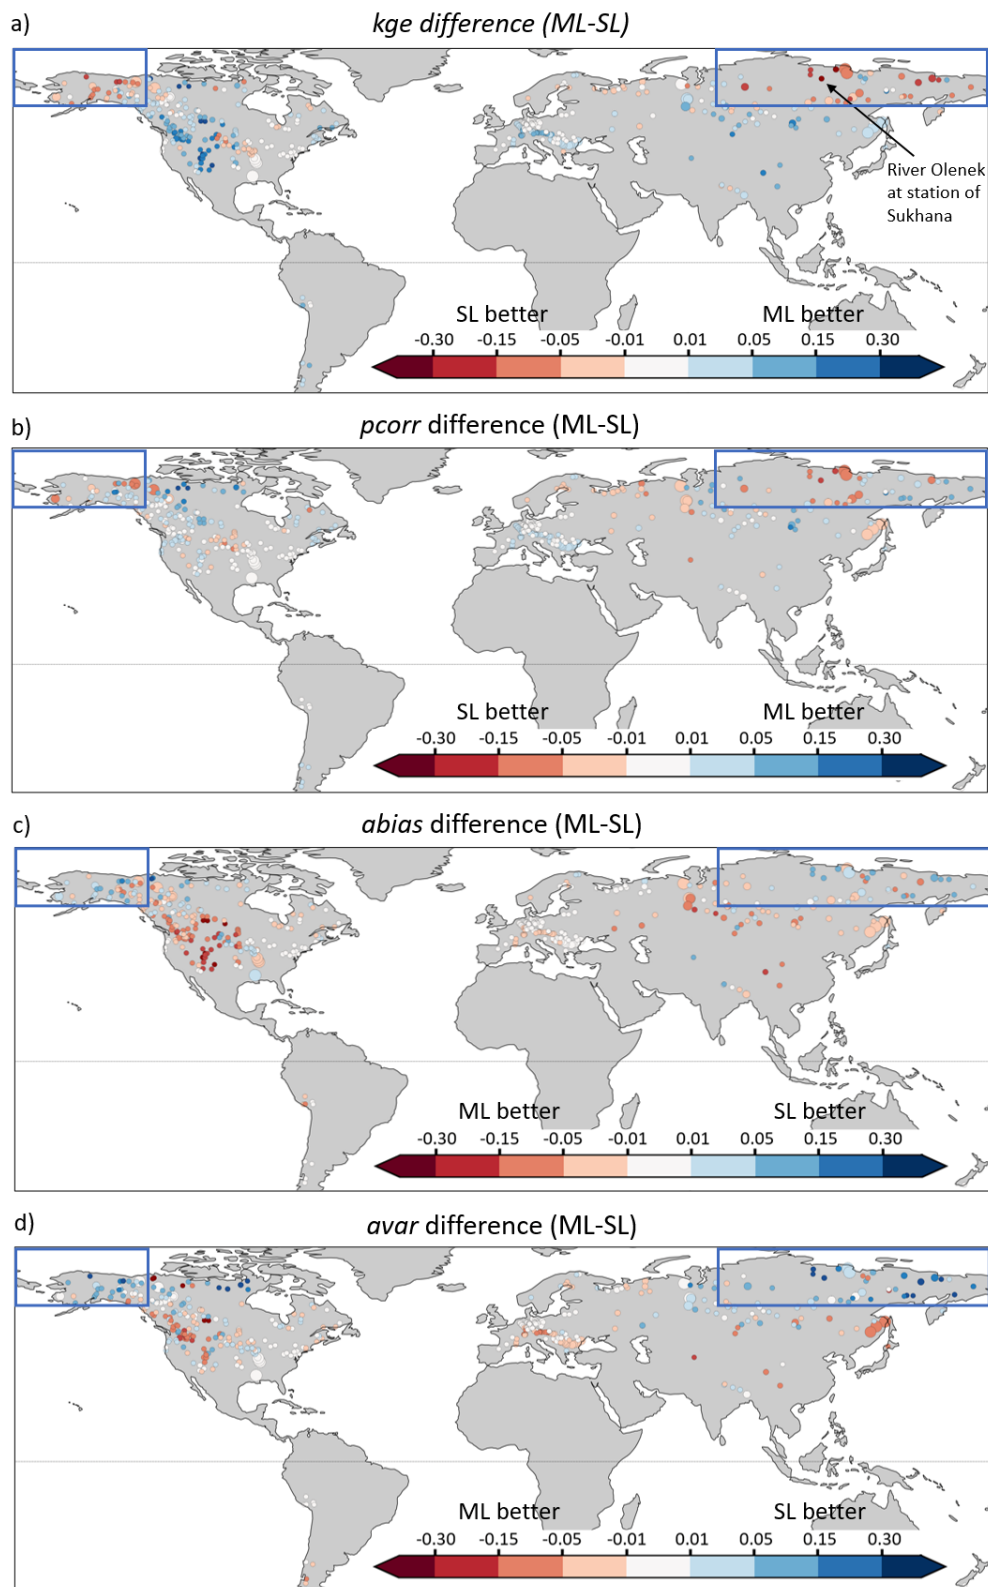 a)
kge difference (ML-SL)
River Olenek
at station of
Sukhana
SL better ML better
-0.30 -0.15 -0.05 -0.01 0.01 0.05 0.15 0.30
b)
pcorr difference (ML-SL)
SL better ML better
-0.30 -0.15 -0.05 -0.01 0.01 0.05 0.15 0.30
c)
abias difference (ML-SL)
ML better SL better
-0.30 -0.15 -0.05 -0.01 0.01 0.05 0.15 0.30
d)
avar difference (ML-SL)
ML better SL better
-0.30 -0.15 -0.05 -0.01 0.01 0.05 0.15 0.30